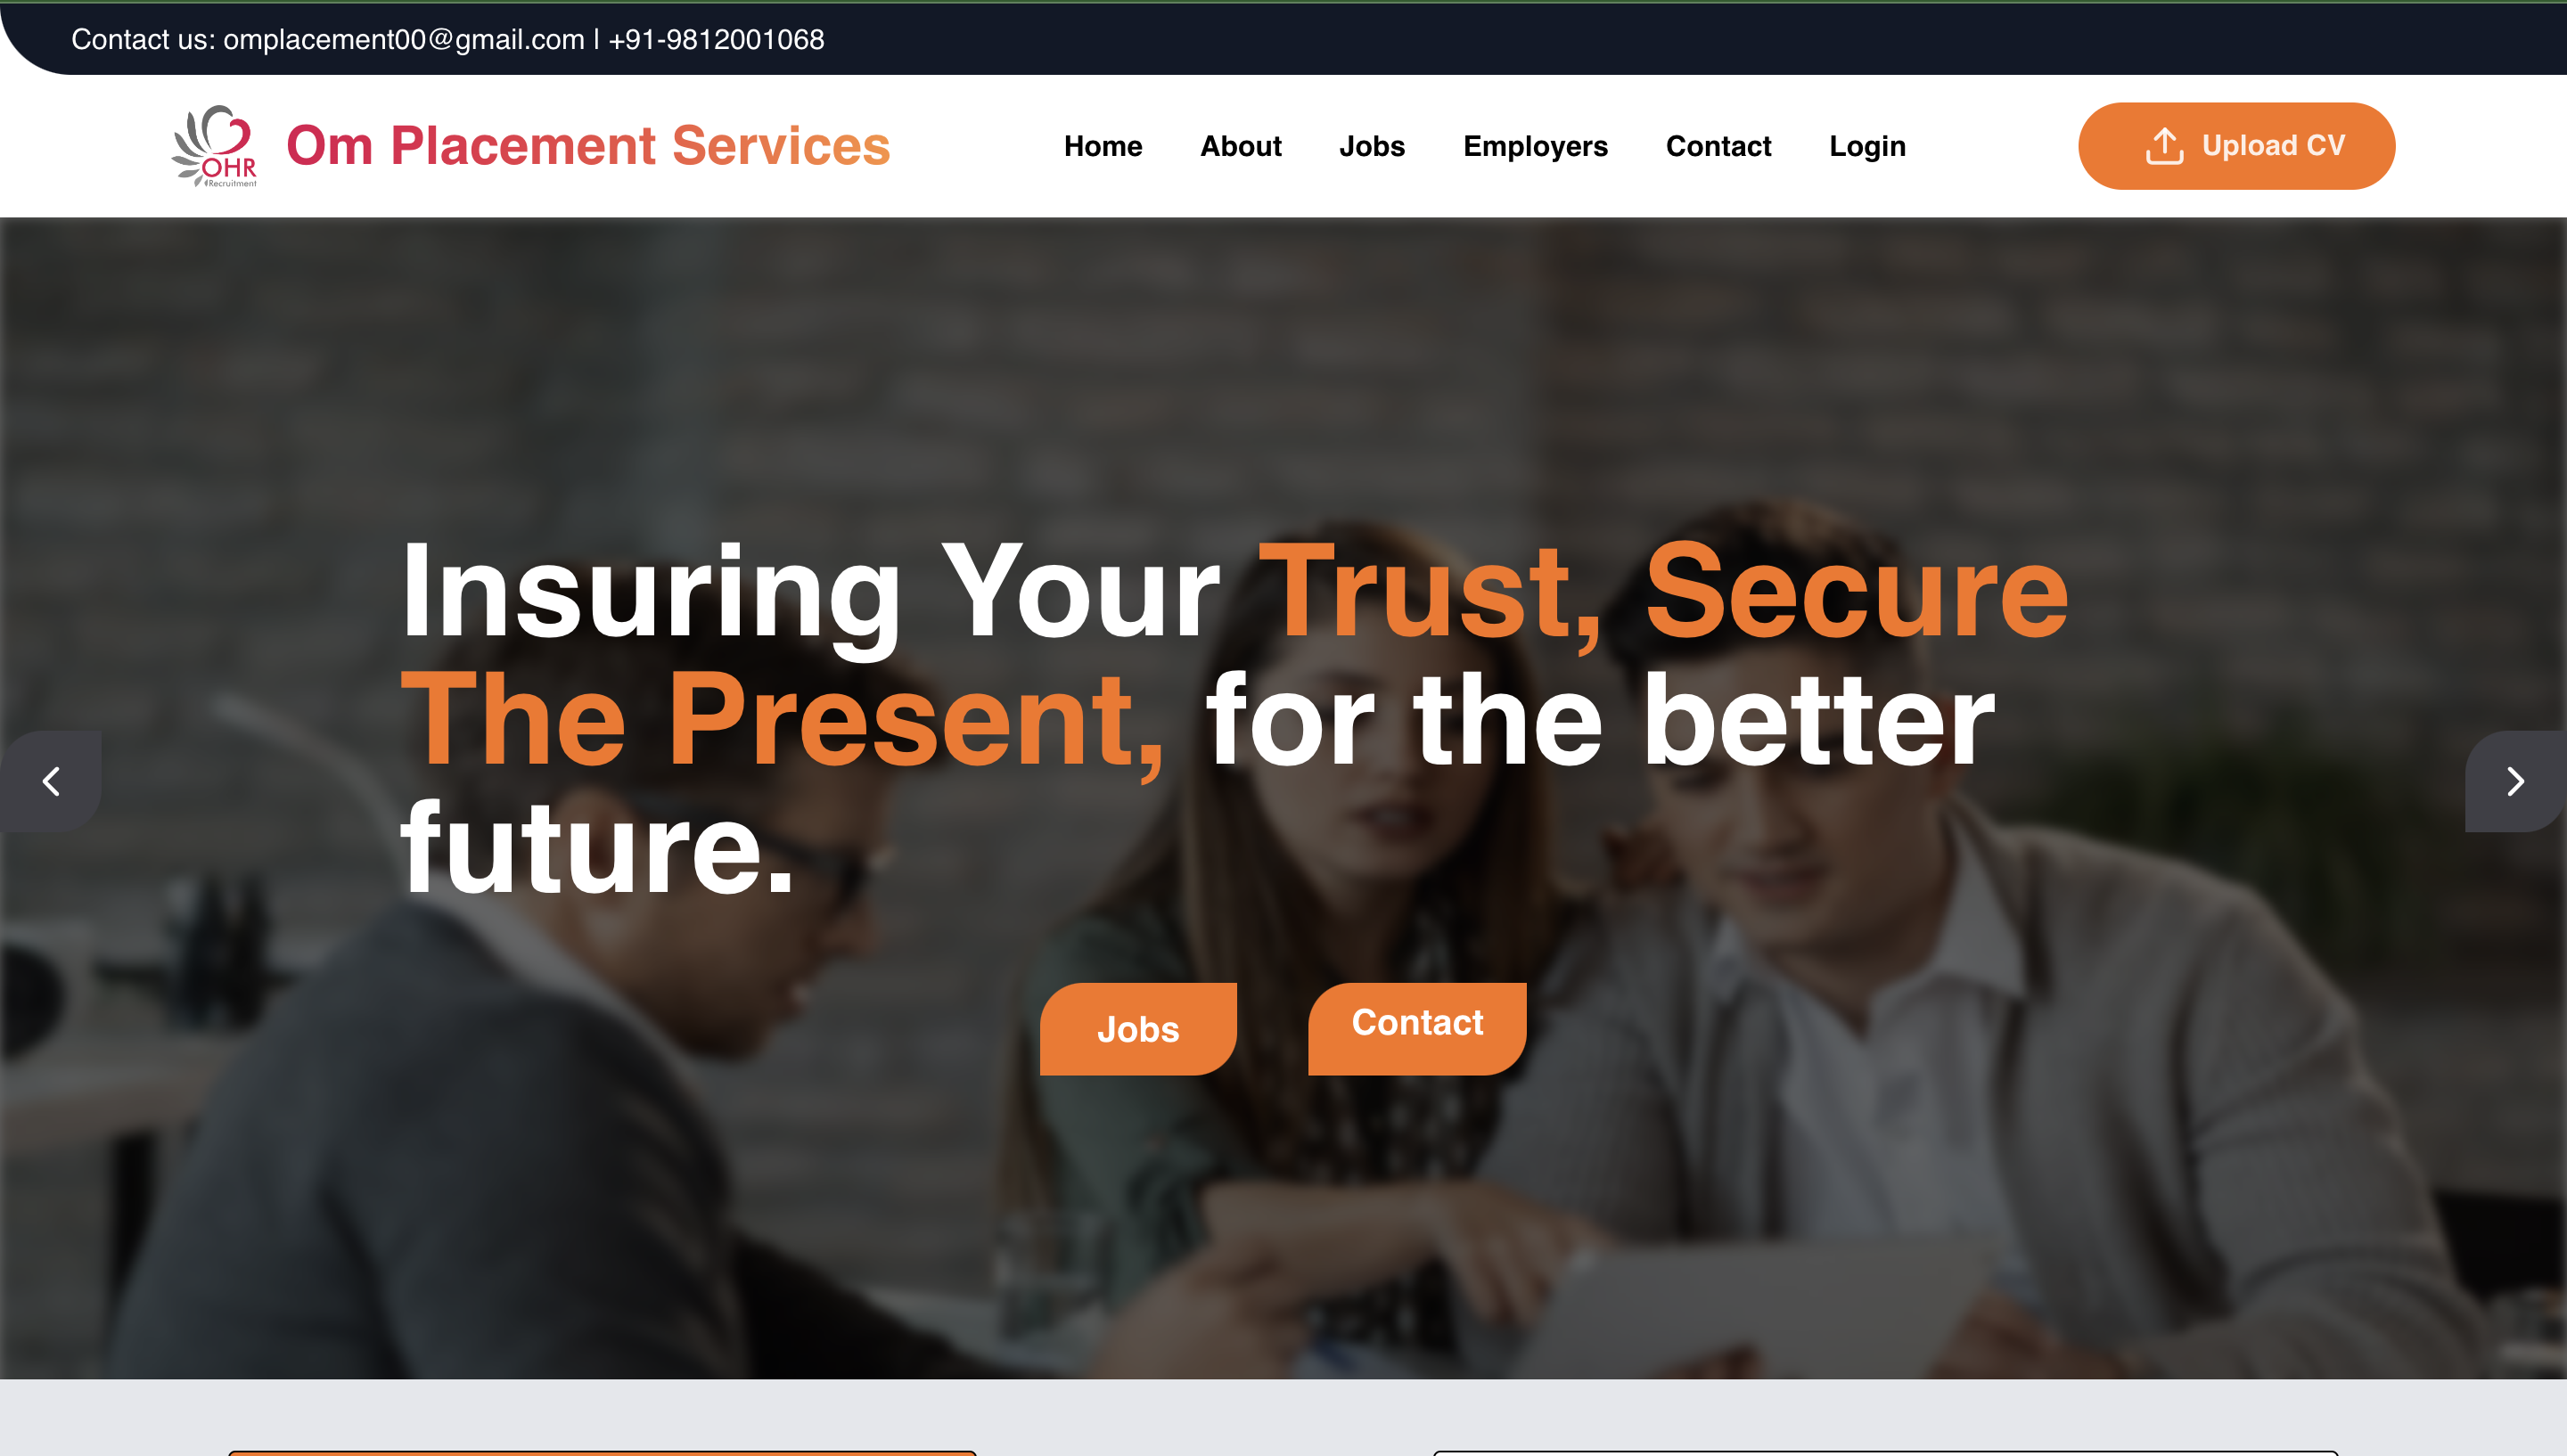 Contact us: omplacement00@gmail.com | +91-9812001068
OHR
Recruitment
Om Placement Services
Home
About
Jobs
Employers
Contact
Login
Upload CV
Insuring Your Trust, Secure
The Present, for the better
future.
Jobs
Contact